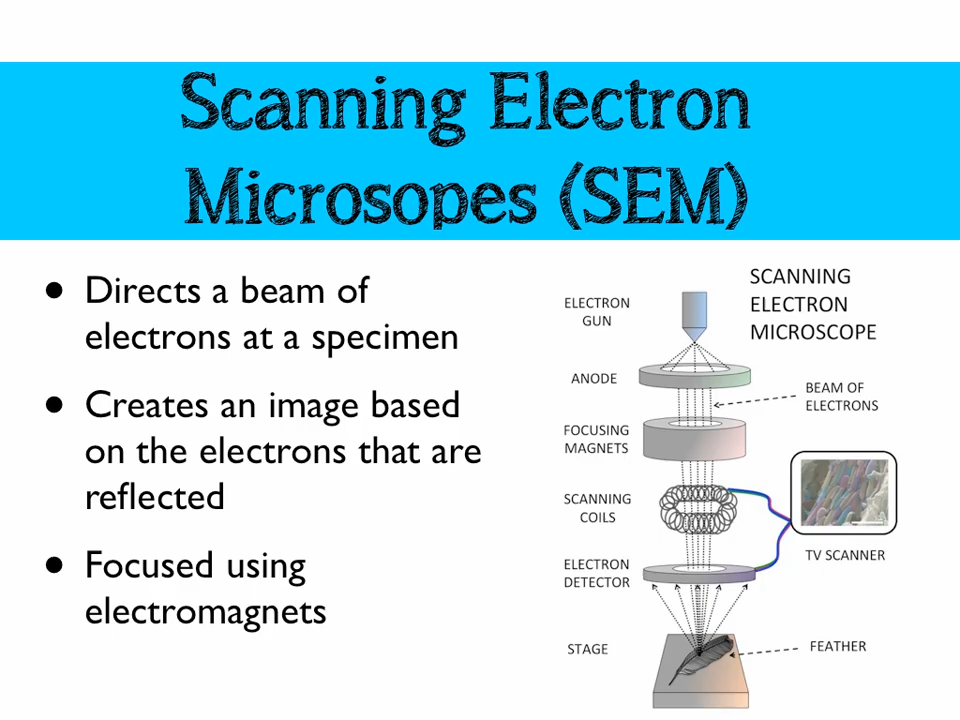 Scanning Electron
Microsopes (SEM)
• Directs a beam of
electrons at a specimen
• Creates an image based
on the electrons that are
reflected
• Focused using
electromagnets
SCANNING
ELECTRON
MICROSCOPE
ELECTRON
GUN
ANODE
BEAM OF
ELECTRONS
FOCUSING
MAGNETS
SCANNING
COILS
TV SCANNER
ELECTRON
DETECTOR
STAGE
FEATHER